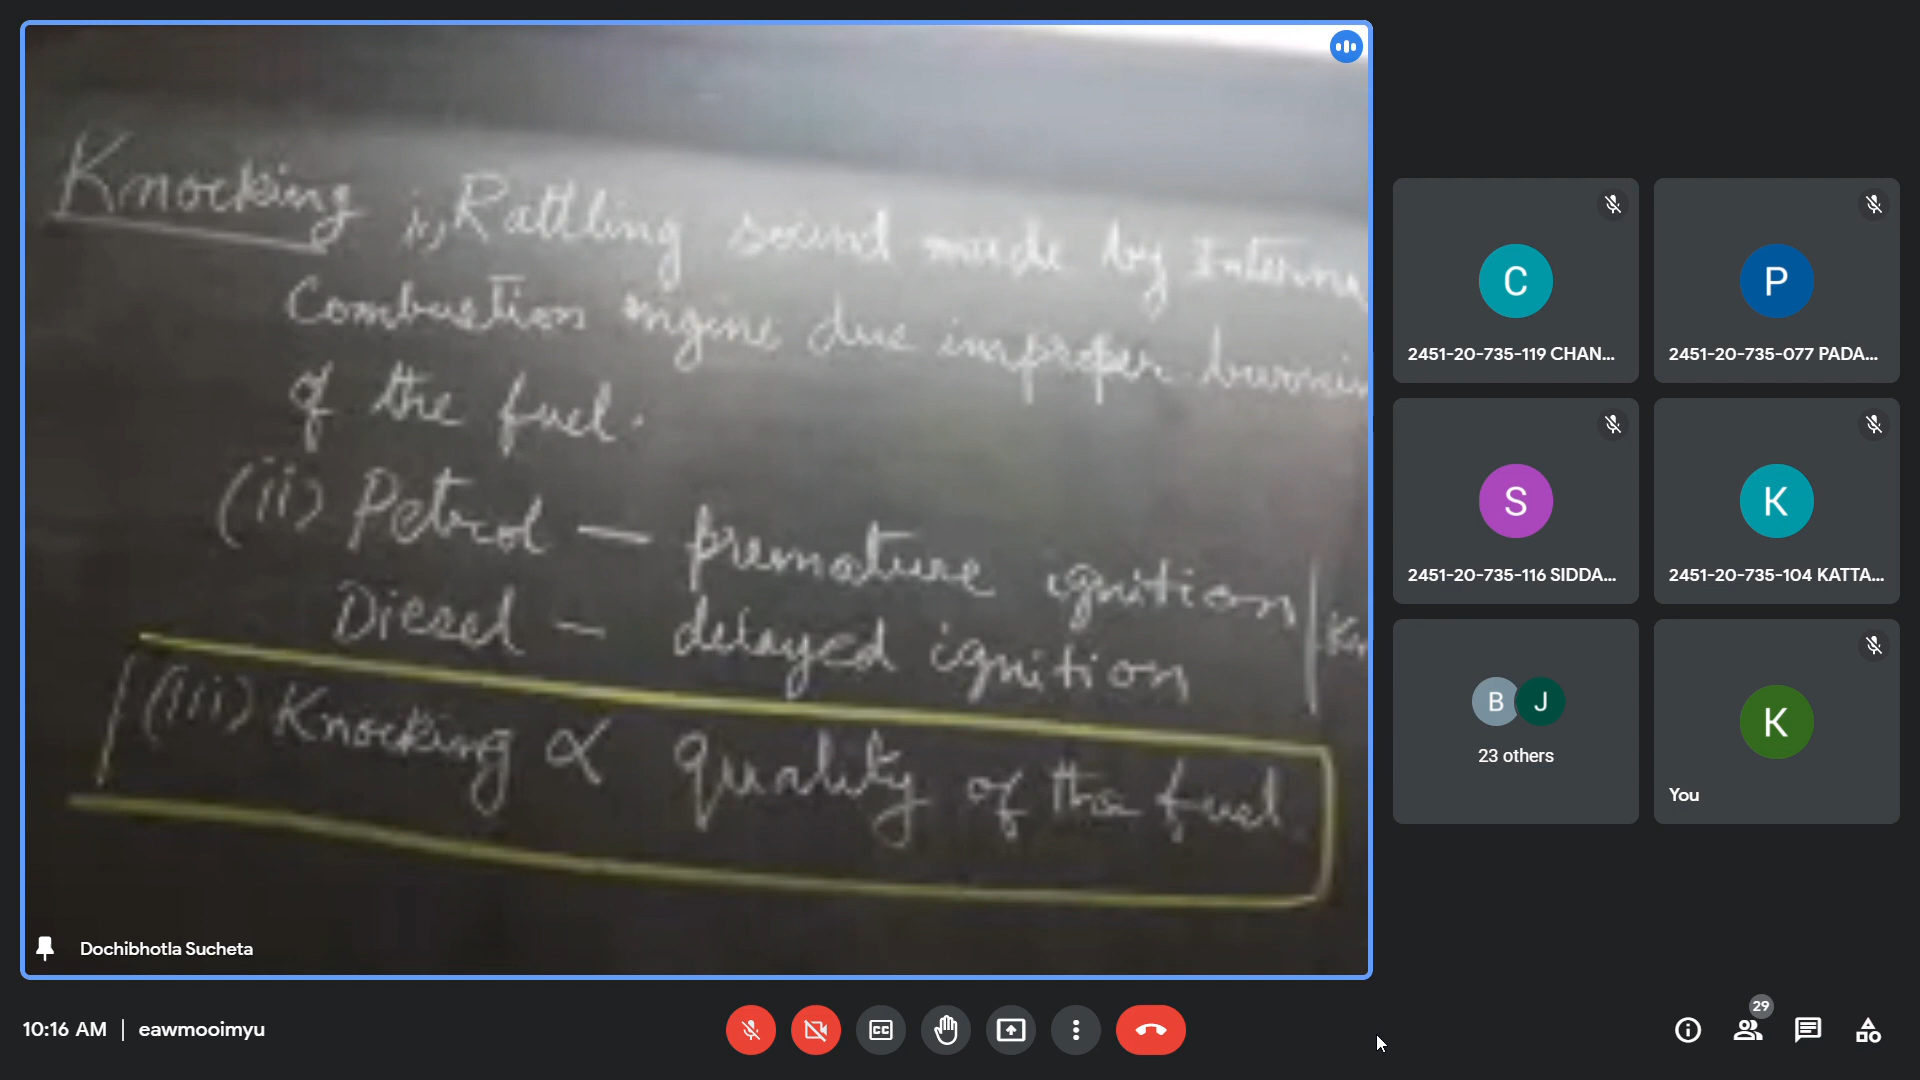 Knocking i, Rattling sound made by Interna
Combustion engine due improper burnin
of the fuel.
(ii) Petrol — premature ignition
Diesel — delayed ignition
(iii) Knocking ∝ quality of the fuel
Dochibhotla Sucheta
C
2451-20-735-119 CHAN...
P
2451-20-735-077 PADA...
S
2451-20-735-116 SIDDA...
K
2451-20-735-104 KATTA...
B J
23 others
K
You
10:16 AM | eawmooimyu
CC
29